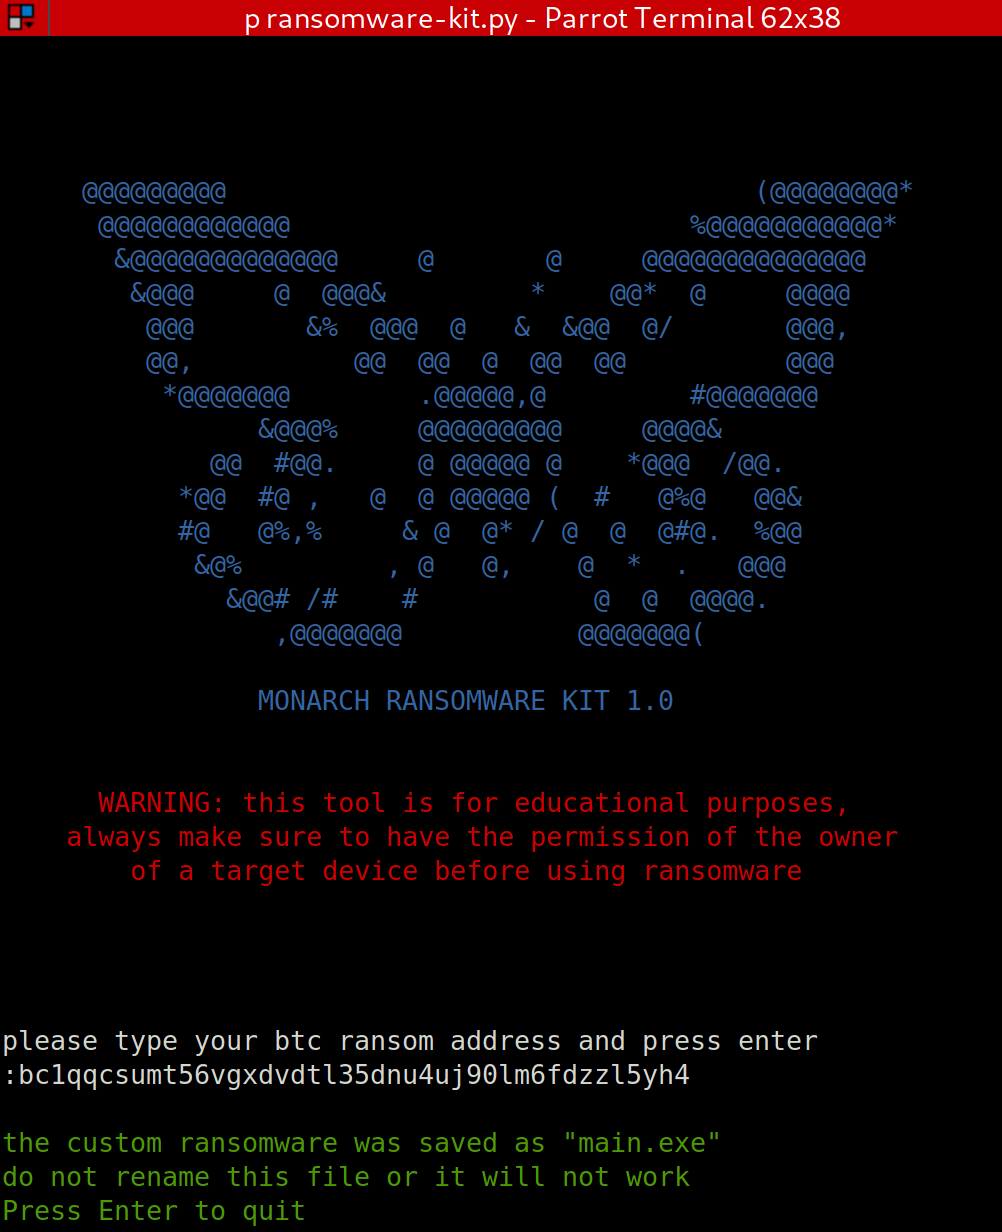 p ransomware-kit.py - Parrot Terminal 62x38
@@@@@@@@@ (@@@@@@@@*
@@@@@@@@@@@@ %@@@@@@@@@@@*
&@@@@@@@@@@@@@ @ @ @@@@@@@@@@@@@@
&@@@ @ @@@& * @@* @ @@@@
@@@ &% @@@ @ & &@@ @/ @@@,
@@, @@ @@ @ @@ @@ @@@
*@@@@@@@ .@@@@@,@ #@@@@@@@
&@@@% @@@@@@@@@ @@@@&
@@ #@@. @ @@@@@ @ *@@@ /@@.
*@@ #@ , @ @ @@@@@ ( # @%@ @@&
#@ @%,% & @ @* / @ @ @#@. %@@
&@% , @ @, @ * . @@@
&@@# /# # @ @ @@@@.
,@@@@@@@ @@@@@@@(
MONARCH RANSOMWARE KIT 1.0
WARNING: this tool is for educational purposes,
always make sure to have the permission of the owner
of a target device before using ransomware
please type your btc ransom address and press enter
:bc1qqcsumt56vgxdvdtl35dnu4uj90lm6fdzzl5yh4
the custom ransomware was saved as "main.exe"
do not rename this file or it will not work
Press Enter to quit